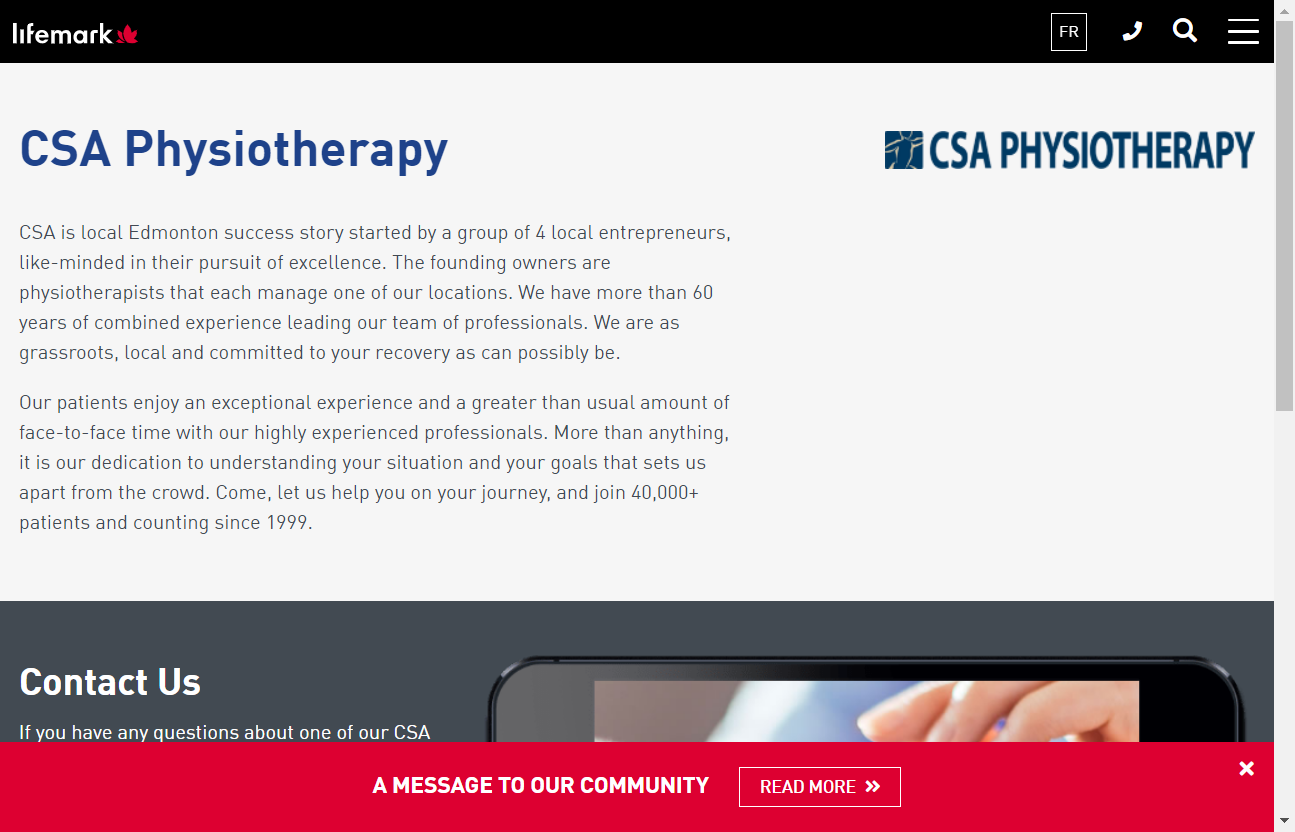 lifemark
FR
CSA Physiotherapy
CSA PHYSIOTHERAPY
CSA is local Edmonton success story started by a group of 4 local entrepreneurs,
like-minded in their pursuit of excellence. The founding owners are
physiotherapists that each manage one of our locations. We have more than 60
years of combined experience leading our team of professionals. We are as
grassroots, local and committed to your recovery as can possibly be.
Our patients enjoy an exceptional experience and a greater than usual amount of
face-to-face time with our highly experienced professionals. More than anything,
it is our dedication to understanding your situation and your goals that sets us
apart from the crowd. Come, let us help you on your journey, and join 40,000+
patients and counting since 1999.
Contact Us
If you have any questions about one of our CSA
A MESSAGE TO OUR COMMUNITY
READ MORE »